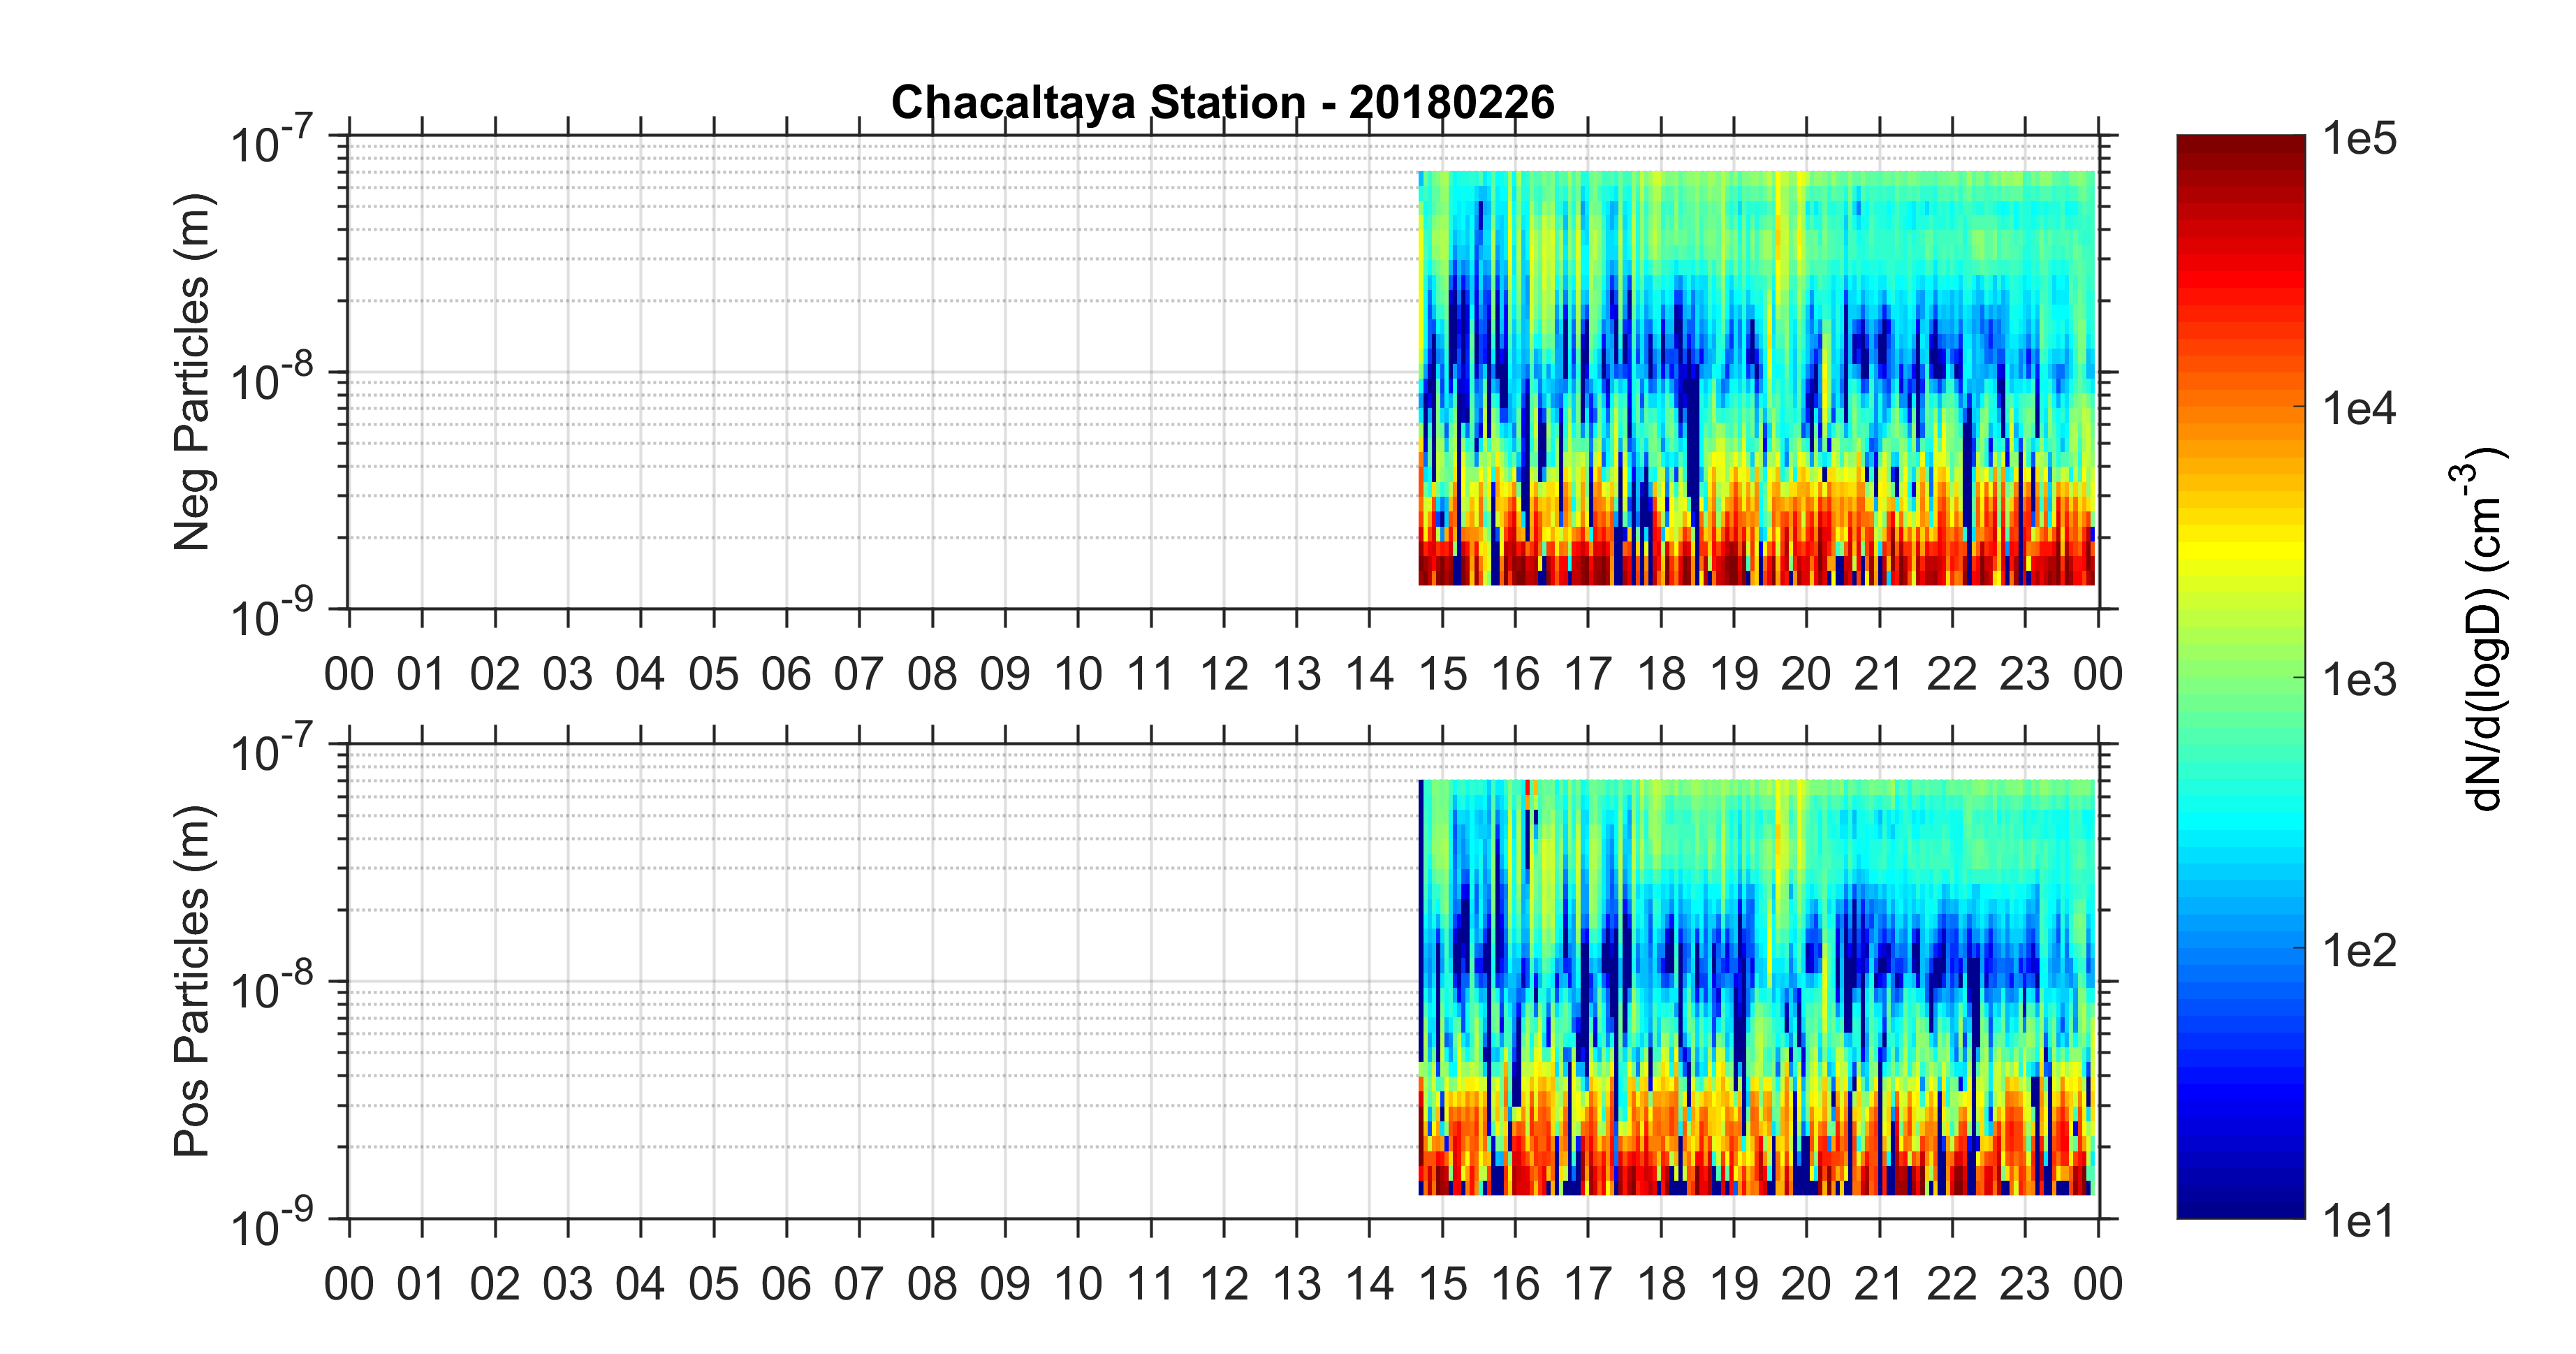 Chacaltaya Station - 20180226
Neg Particles (m)
10-7
10-8
10-9
00 01 02 03 04 05 06 07 08 09 10 11 12 13 14 15 16 17 18 19 20 21 22 23 00
Pos Particles (m)
10-7
10-8
10-9
00 01 02 03 04 05 06 07 08 09 10 11 12 13 14 15 16 17 18 19 20 21 22 23 00
1e5
1e4
1e3
1e2
1e1
dN/d(logD) (cm-3)